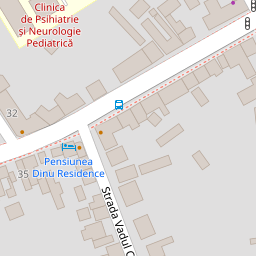 Clinica
de Psihiatrie
și Neurologie
Pediatrică
32
Pensiunea
Dinu Residence
35
Strada Vadul C